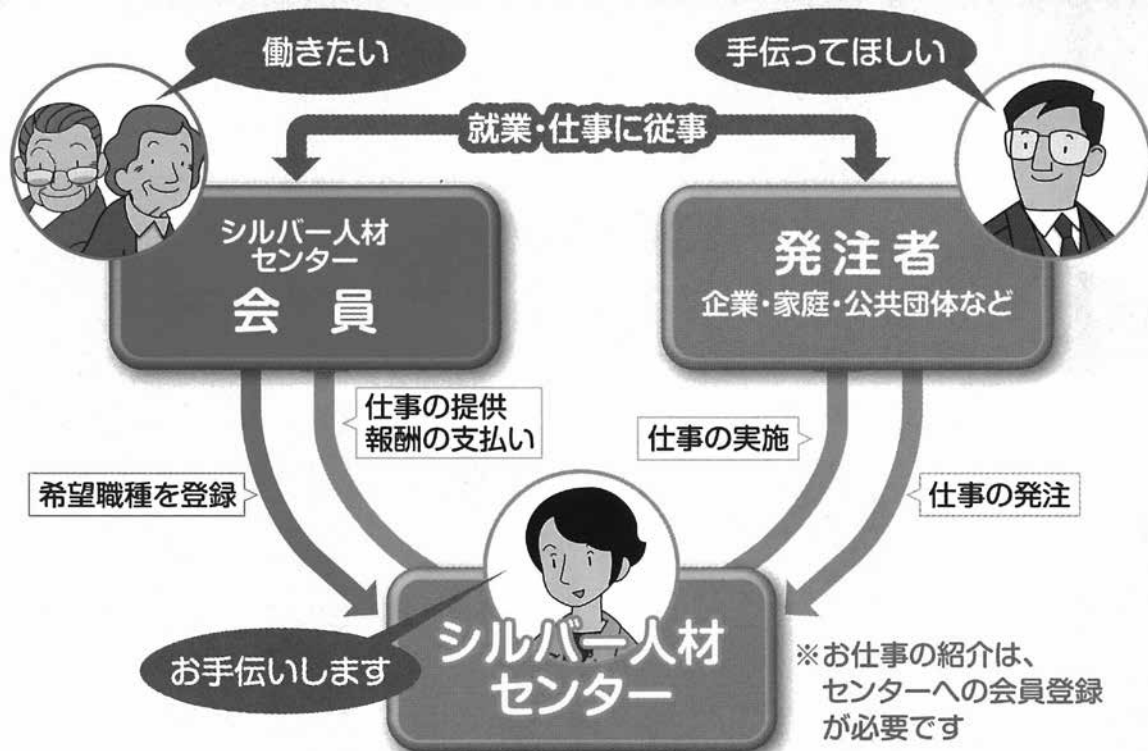 働きたい
手伝ってほしい
就業・仕事に従事
シルバー人材
センター
会員
発注者
企業・家庭・公共団体など
仕事の提供
報酬の支払い
仕事の実施
希望職種を登録
仕事の発注
お手伝いします
シルバー人材
センター
※お仕事の紹介は、
センターへの会員登録
が必要です